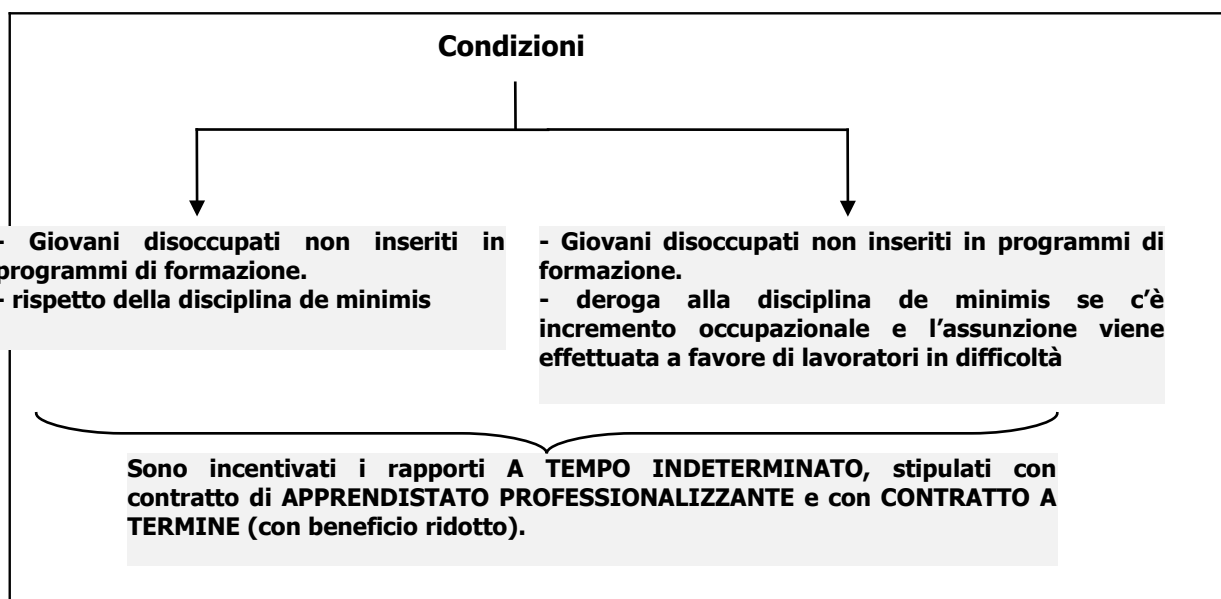 Condizioni
- Giovani disoccupati non inseriti in
programmi di formazione.
- rispetto della disciplina de minimis
- Giovani disoccupati non inseriti in programmi di
formazione.
- deroga alla disciplina de minimis se c’è
incremento occupazionale e l’assunzione viene
effettuata a favore di lavoratori in difficoltà
Sono incentivati i rapporti A TEMPO INDETERMINATO, stipulati con
contratto di APPRENDISTATO PROFESSIONALIZZANTE e con CONTRATTO A
TERMINE (con beneficio ridotto).